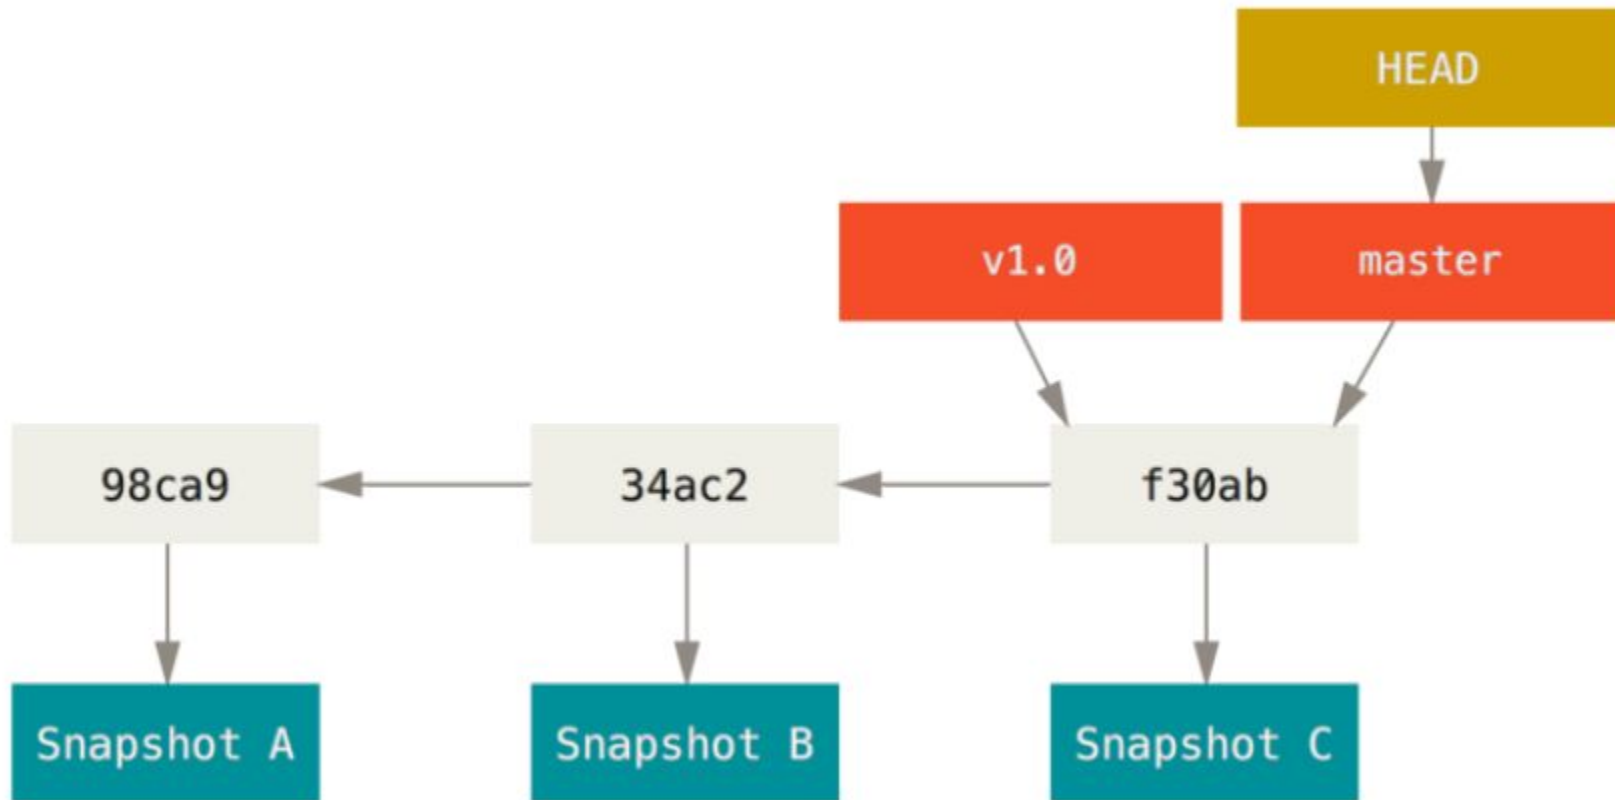 HEAD
v1.0
master
98ca9
34ac2
f30ab
Snapshot A
Snapshot B
Snapshot C